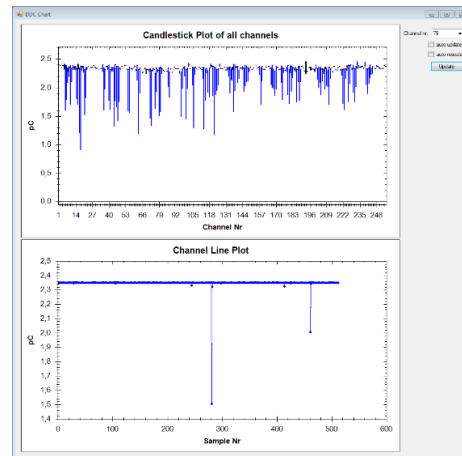 DDC Chart
Channel nr. 79
auto update
Update
Candlestick Plot of all channels
2,5
2,0
1,5
1,0
0,5
0,0
pC
1 14 27 40 53 66 79 92 105 118 131 144 157 170 183 196 209 222 235 248
Channel Nr
Channel Line Plot
2,5
2,4
2,3
2,2
2,1
2,0
1,9
1,8
1,7
1,6
1,5
1,4
pC
0 100 200 300 400 500 600
Sample Nr